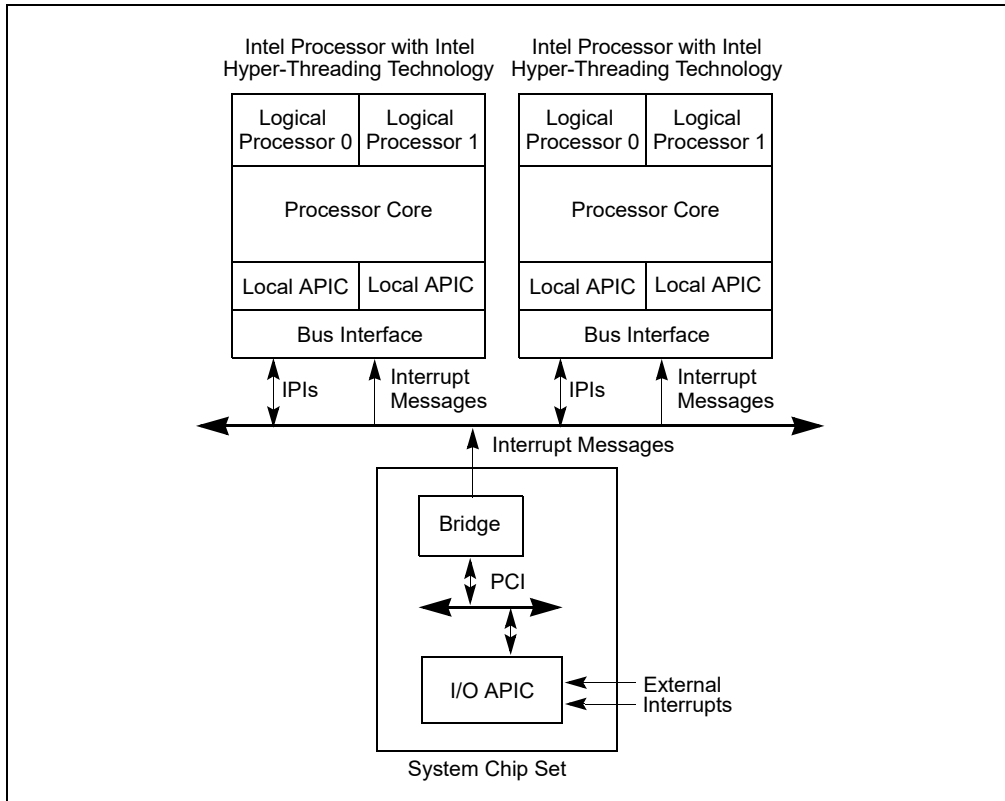 Intel Processor with Intel
Hyper-Threading Technology
Intel Processor with Intel
Hyper-Threading Technology
Logical
Processor 0
Logical
Processor 1
Logical
Processor 0
Logical
Processor 1
Processor Core
Processor Core
Local APIC
Local APIC
Local APIC
Local APIC
Bus Interface
Bus Interface
IPIs
Interrupt
Messages
IPIs
Interrupt
Messages
Interrupt Messages
Bridge
PCI
I/O APIC
External
Interrupts
System Chip Set